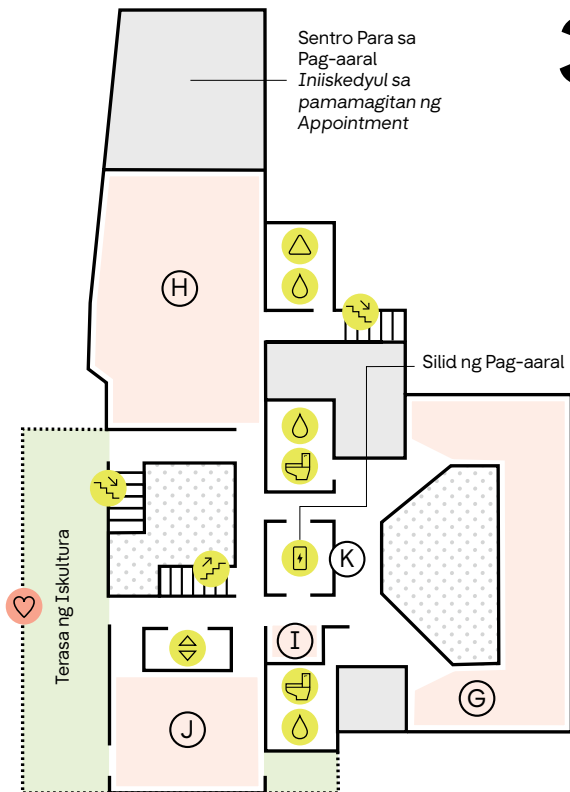 Sentro Para sa
Pag-aaral
Iniiskedyul sa
pamamagitan ng
Appointment
H
Silid ng Pag-aaral
K
Terasa ng Iskultura
I
G
J